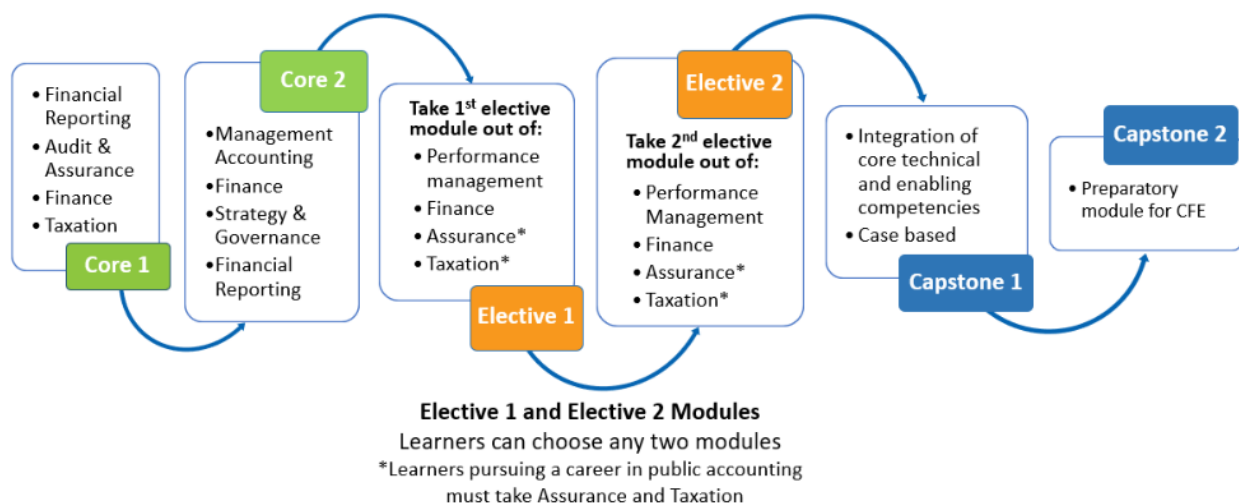 • Financial
Reporting
• Audit &
Assurance
• Finance
• Taxation
Core 1
Core 2
•Management
Accounting
•Finance
•Strategy &
Governance
•Financial
Reporting
Take 1st elective
module out of:
• Performance
management
• Finance
• Assurance*
• Taxation*
Elective 1
Elective 2
Take 2nd elective
module out of:
• Performance
Management
• Finance
• Assurance*
• Taxation*
• Integration of
core technical
and enabling
competencies
• Case based
Capstone 1
Capstone 2
• Preparatory
module for CFE
Elective 1 and Elective 2 Modules
Learners can choose any two modules
*Learners pursuing a career in public accounting
must take Assurance and Taxation